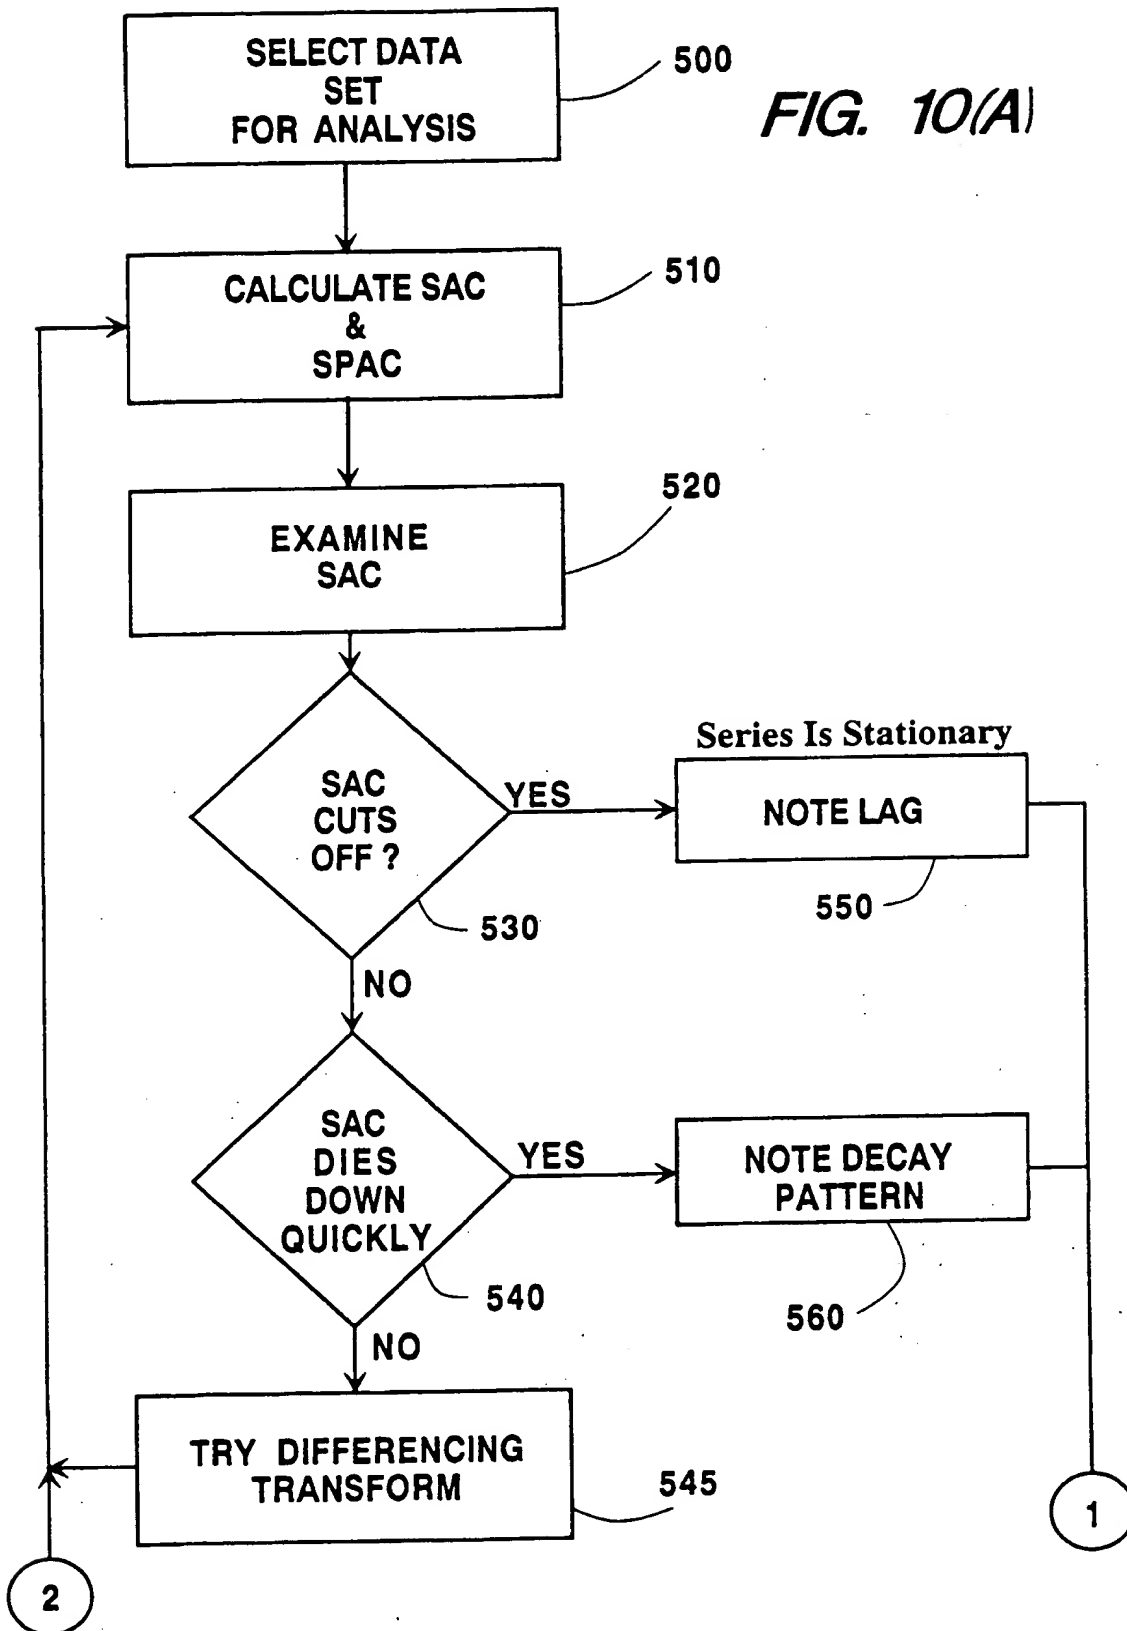 SELECT DATA
SET
FOR ANALYSIS
500
FIG. 10(A)
CALCULATE SAC
&
SPAC
510
EXAMINE
SAC
520
SAC
CUTS
OFF ?
530
YES
Series Is Stationary
NOTE LAG
550
NO
SAC
DIES
DOWN
QUICKLY
540
YES
NOTE DECAY
PATTERN
560
NO
TRY DIFFERENCING
TRANSFORM
545
1
2